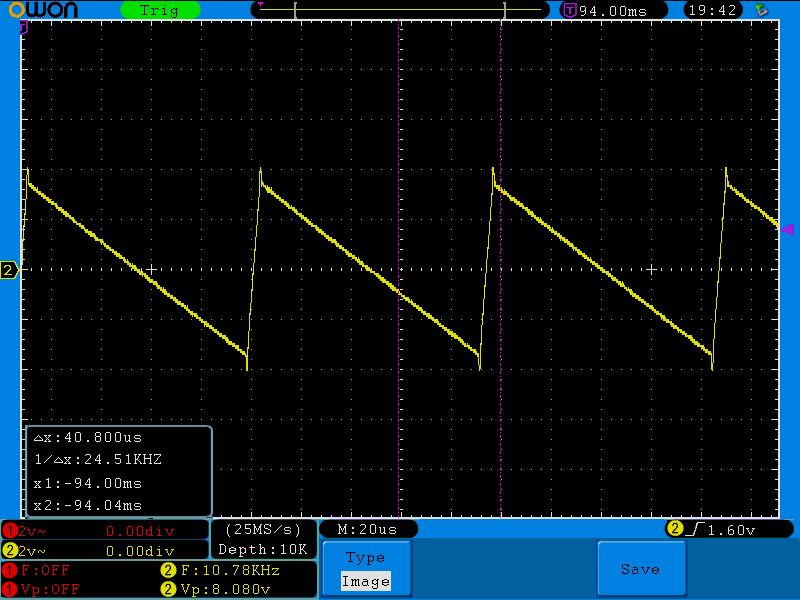 OWON Trig T 94.00ms 19:42
2
△x:40.800us
1/△x:24.51KHZ
x1:-94.00ms
x2:-94.04ms
1 2v~ 0.00div (25MS/s) M:20us 2 1.60v
2 2v~ 0.00div Depth:10K
1 F:OFF 2 F:10.78KHz
1 Vp:OFF 2 Vp:8.080v
Type
Image
Save